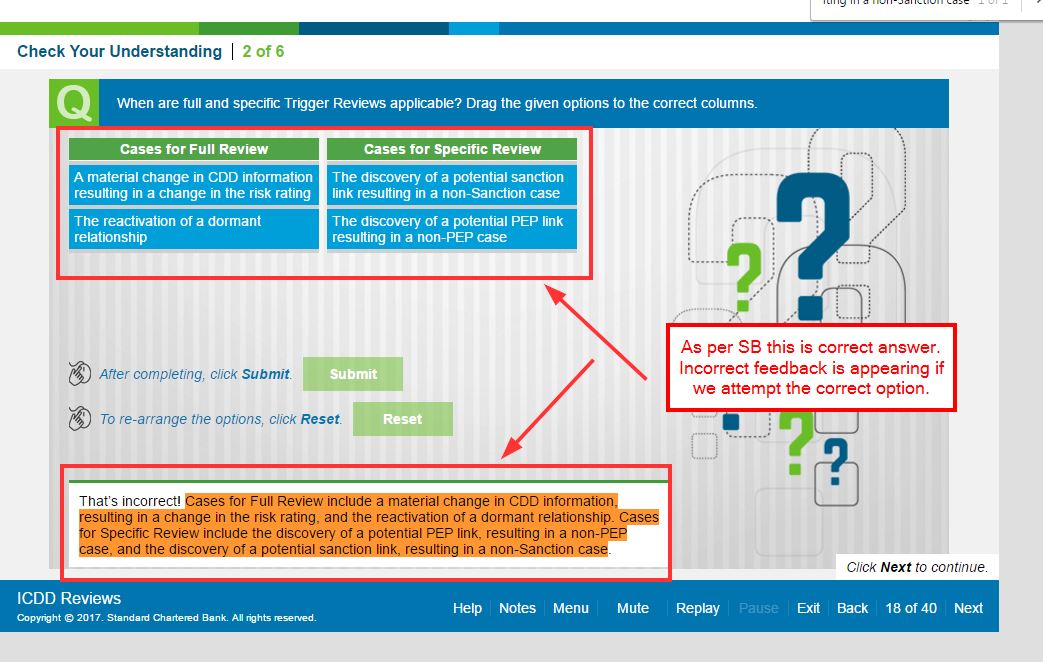 rting in a non-Sanction case 1 of 1
Check Your Understanding | 2 of 6
Q
When are full and specific Trigger Reviews applicable? Drag the given options to the correct columns.
Cases for Full Review
Cases for Specific Review
A material change in CDD information
resulting in a change in the risk rating
The discovery of a potential sanction
link resulting in a non-Sanction case
The reactivation of a dormant
relationship
The discovery of a potential PEP link
resulting in a non-PEP case
As per SB this is correct answer.
Incorrect feedback is appearing if
we attempt the correct option.
After completing, click Submit.
Submit
To re-arrange the options, click Reset.
Reset
That's incorrect! Cases for Full Review include a material change in CDD information,
resulting in a change in the risk rating, and the reactivation of a dormant relationship. Cases
for Specific Review include the discovery of a potential PEP link, resulting in a non-PEP
case, and the discovery of a potential sanction link, resulting in a non-Sanction case.
Click Next to continue.
ICDD Reviews
Copyright © 2017. Standard Chartered Bank. All rights reserved.
Help Notes Menu Mute Replay Pause Exit Back 18 of 40 Next